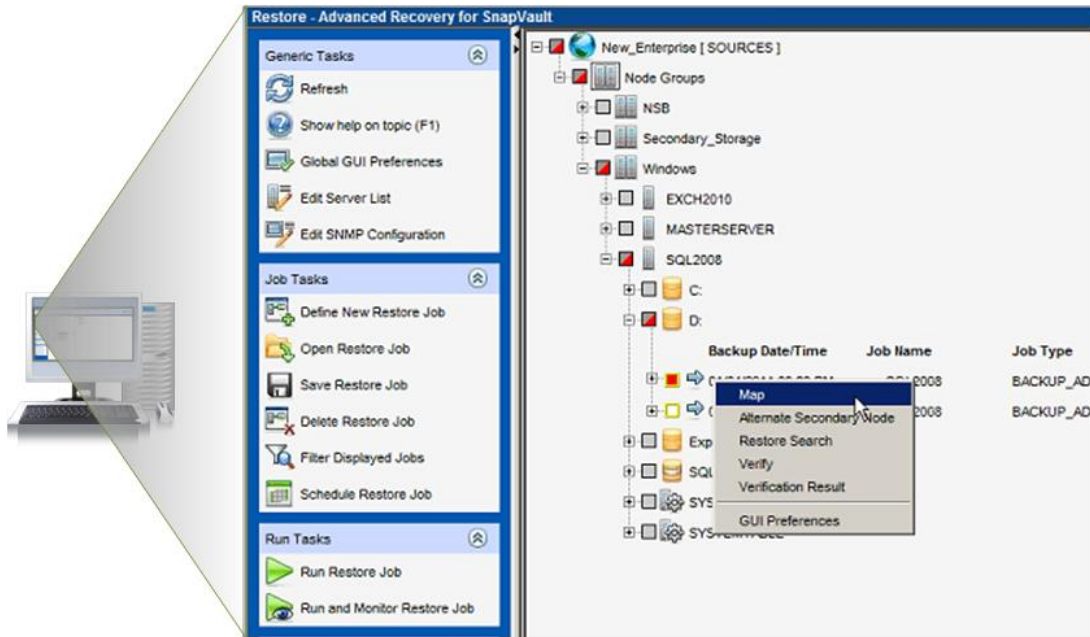 Restore - Advanced Recovery for SnapVault
Generic Tasks
Refresh
Show help on topic (F1)
Global GUI Preferences
Edit Server List
Edit SNMP Configuration
Job Tasks
Define New Restore Job
Open Restore Job
Save Restore Job
Delete Restore Job
Filter Displayed Jobs
Schedule Restore Job
Run Tasks
Run Restore Job
Run and Monitor Restore Job
New_Enterprise [ SOURCES ]
Node Groups
NSB
Secondary_Storage
Windows
EXCH2010
MASTERSERVER
SQL2008
C:
D:
Backup Date/Time Job Name Job Type
BACKUP_AD
BACKUP_AD
Exp
SQL
SYS
Map
Alternate Secondary Node
Restore Search
Verify
Verification Result
GUI Preferences